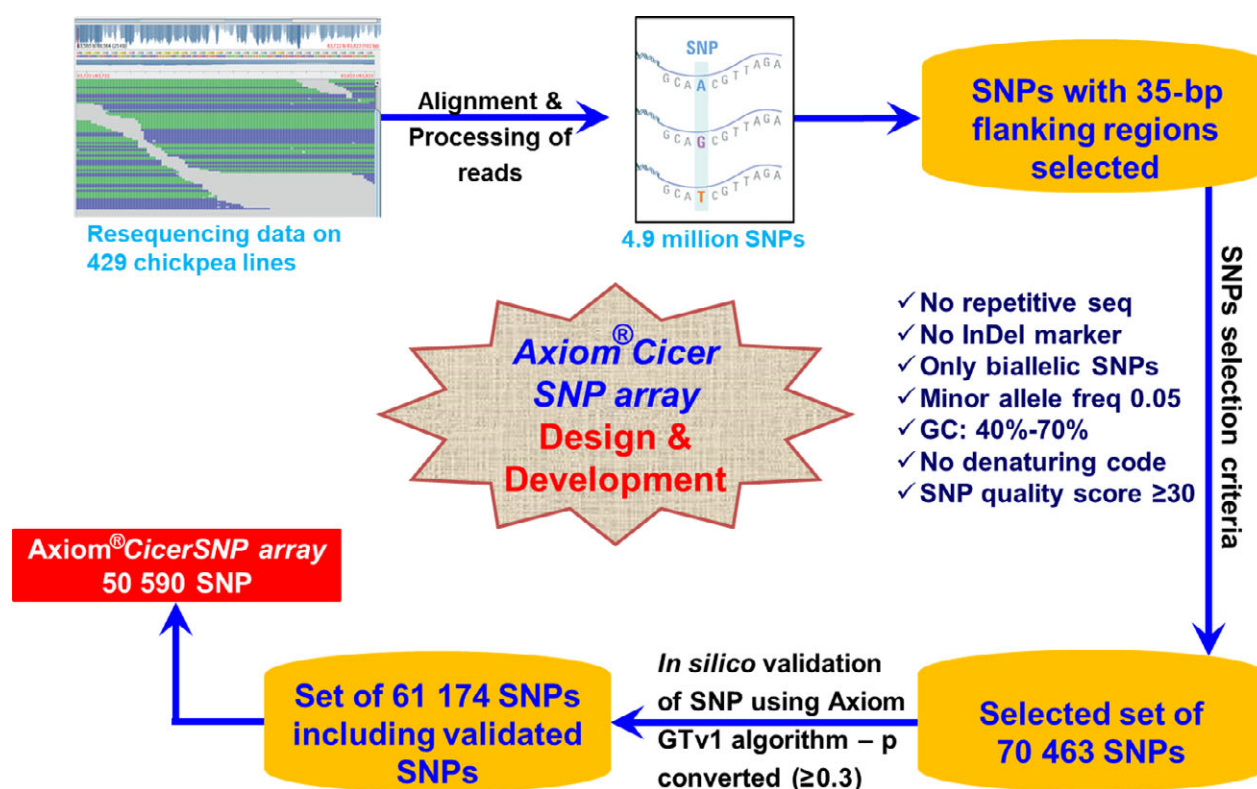 Alignment &
Processing of
reads
Resequencing data on
429 chickpea lines
SNP
GCAACGTTAGA
GCAGCGTTAGA
GCATCGTTAGA
4.9 million SNPs
SNPs with 35-bp
flanking regions
selected
SNPs selection criteria
✓No repetitive seq
✓No InDel marker
✓Only biallelic SNPs
✓Minor allele freq 0.05
✓GC: 40%-70%
✓No denaturing code
✓SNP quality score ≥30
Axiom®Cicer
SNP array
Design &
Development
Selected set of
70 463 SNPs
In silico validation
of SNP using Axiom
GTv1 algorithm – p
converted (≥0.3)
Set of 61 174 SNPs
including validated
SNPs
Axiom®CicerSNP array
50 590 SNP